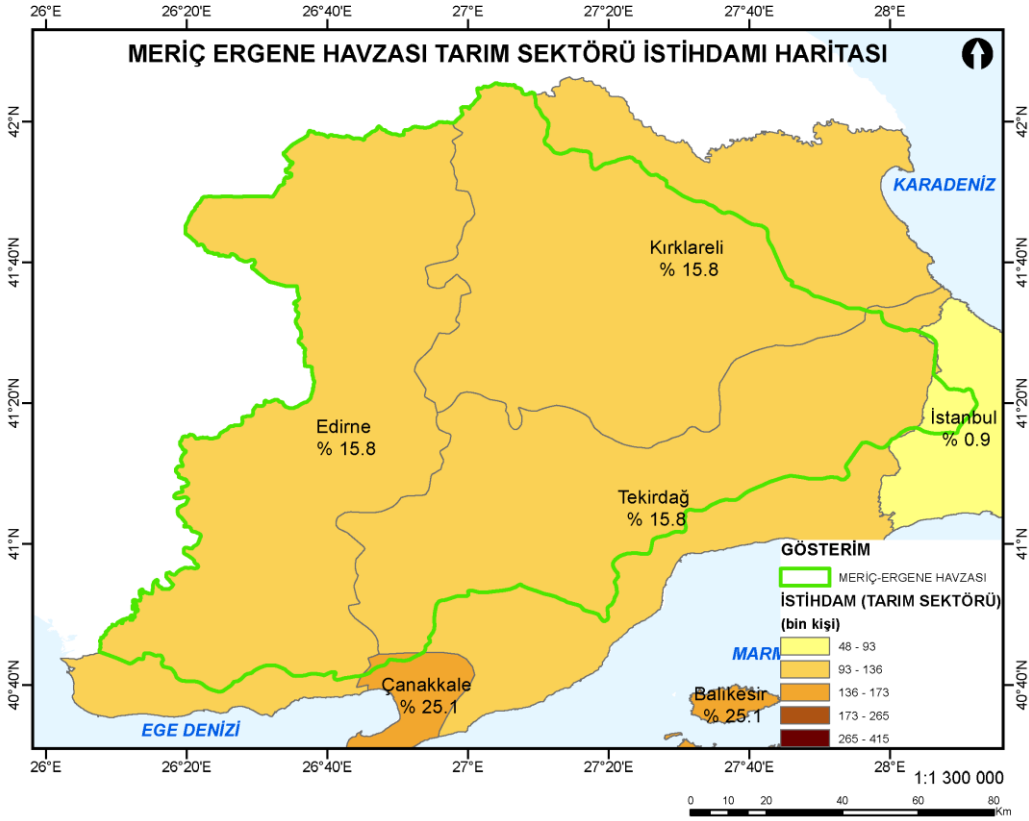 26°E 26°20'E 26°40'E 27°E 27°20'E 27°40'E 28°E
MERİÇ ERGENE HAVZASI TARIM SEKTÖRÜ İSTİHDAMI HARİTASI
42°N 42°N
KARADENİZ
Kırklareli
% 15.8
41°40'N 41°40'N
41°20'N 41°20'N
İstanbul
% 0.9
Edirne
% 15.8
Tekirdağ
% 15.8
41°N 41°N
GÖSTERİM
MERİÇ-ERGENE HAVZASI
İSTİHDAM (TARIM SEKTÖRÜ)
(bin kişi)
48 - 93
93 - 136
136 - 173
173 - 265
265 - 415
MARM
40°40'N 40°40'N
Çanakkale
% 25.1
Balıkesir
% 25.1
EGE DENİZİ
26°E 26°20'E 26°40'E 27°E 27°20'E 27°40'E 28°E
1:1 300 000
0 10 20 40 60 80
Km